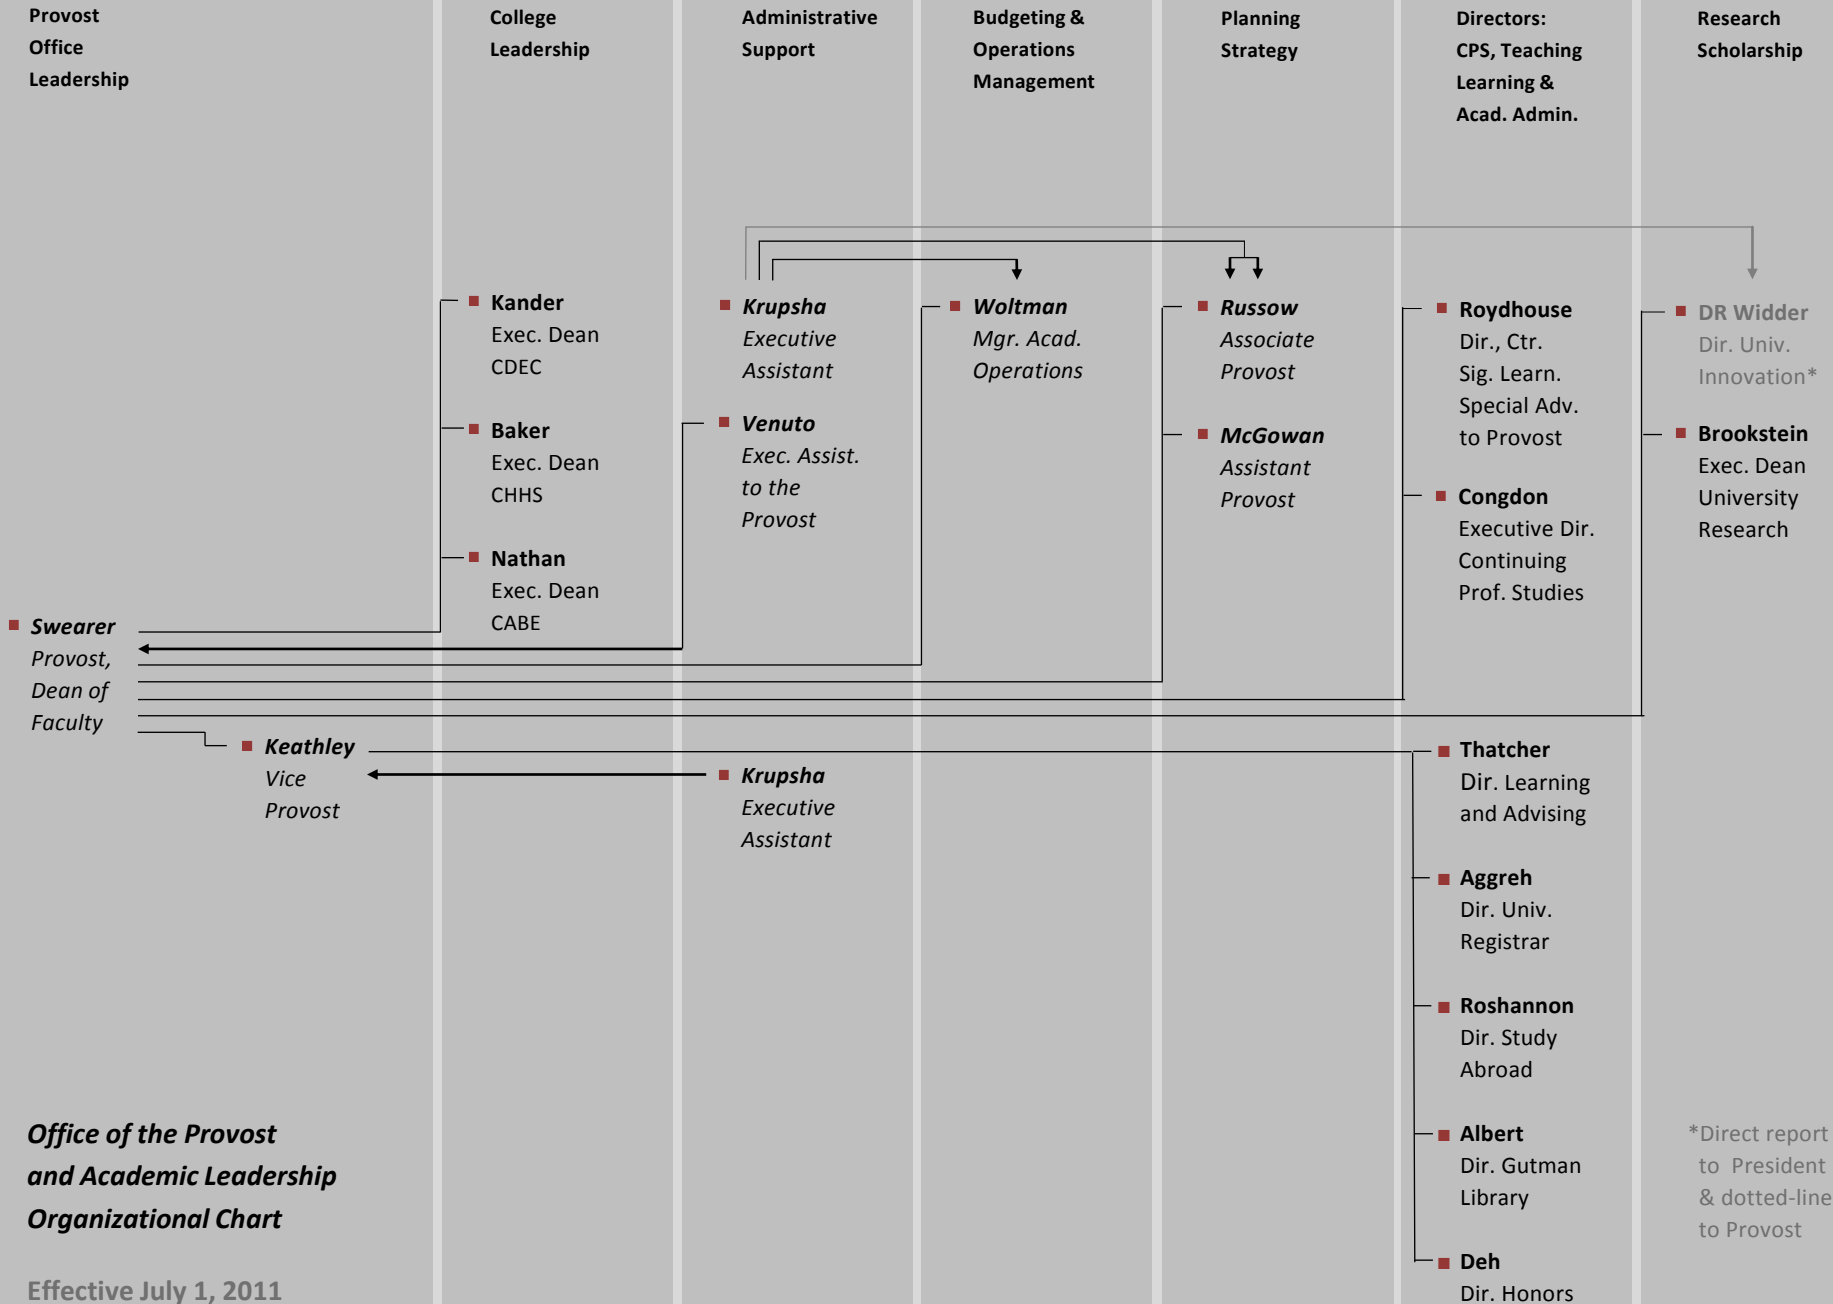 Provost
Office
Leadership
College
Leadership
Administrative
Support
Budgeting &
Operations
Management
Planning
Strategy
Directors:
CPS, Teaching
Learning &
Acad. Admin.
Research
Scholarship
Swearer
Provost,
Dean of
Faculty
Keathley
Vice
Provost
Kander
Exec. Dean
CDEC
Baker
Exec. Dean
CHHS
Nathan
Exec. Dean
CABE
Krupsha
Executive
Assistant
Venuto
Exec. Assist.
to the
Provost
Krupsha
Executive
Assistant
Woltman
Mgr. Acad.
Operations
Russow
Associate
Provost
McGowan
Assistant
Provost
Roydhouse
Dir., Ctr.
Sig. Learn.
Special Adv.
to Provost
Congdon
Executive Dir.
Continuing
Prof. Studies
Thatcher
Dir. Learning
and Advising
Aggreh
Dir. Univ.
Registrar
Roshannon
Dir. Study
Abroad
Albert
Dir. Gutman
Library
Deh
Dir. Honors
DR Widder
Dir. Univ.
Innovation*
Brookstein
Exec. Dean
University
Research
*Direct report
to President
& dotted-line
to Provost
Office of the Provost
and Academic Leadership
Organizational Chart
Effective July 1, 2011